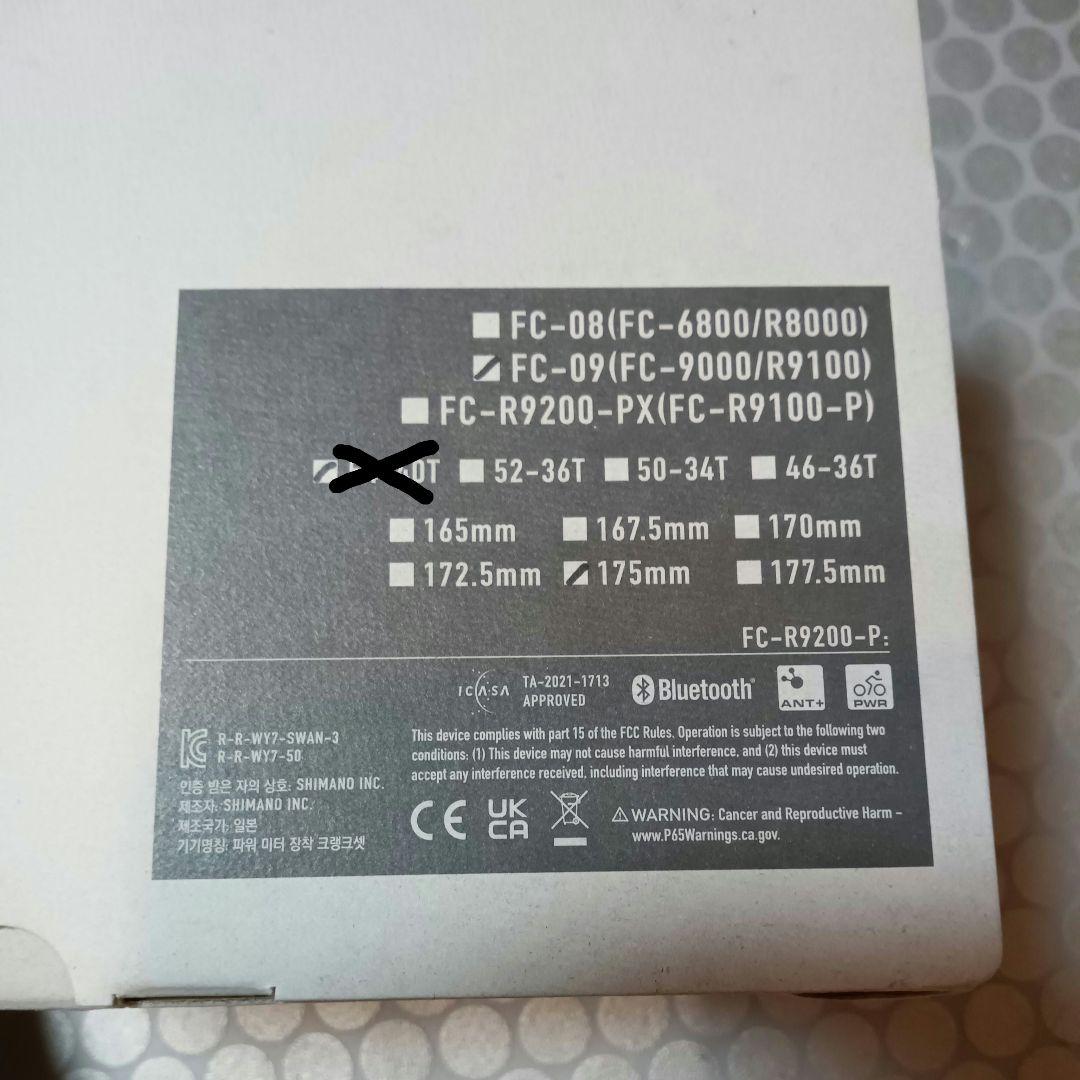 FC-08(FC-6800/R8000)
FC-09(FC-9000/R9100)
FC-R9200-PX(FC-R9100-P)
52-36T 50-34T 46-36T
165mm 167.5mm 170mm
172.5mm 175mm 177.5mm
FC-R9200-P:
ICASA TA-2021-1713 APPROVED
Bluetooth®
ANT+
PWR
R-R-WY7-SWAN-3
R-R-WY7-50
인증 받은 자의 상호: SHIMANO INC.
제조자: SHIMANO INC.
제조국가: 일본
기기명칭: 파워 미터 장착 크랭크셋
This device complies with part 15 of the FCC Rules. Operation is subject to the following two
conditions: (1) This device may not cause harmful interference, and (2) this device must
accept any interference received, including interference that may cause undesired operation.
CE
UK
CA
WARNING: Cancer and Reproductive Harm –
www.P65Warnings.ca.gov.